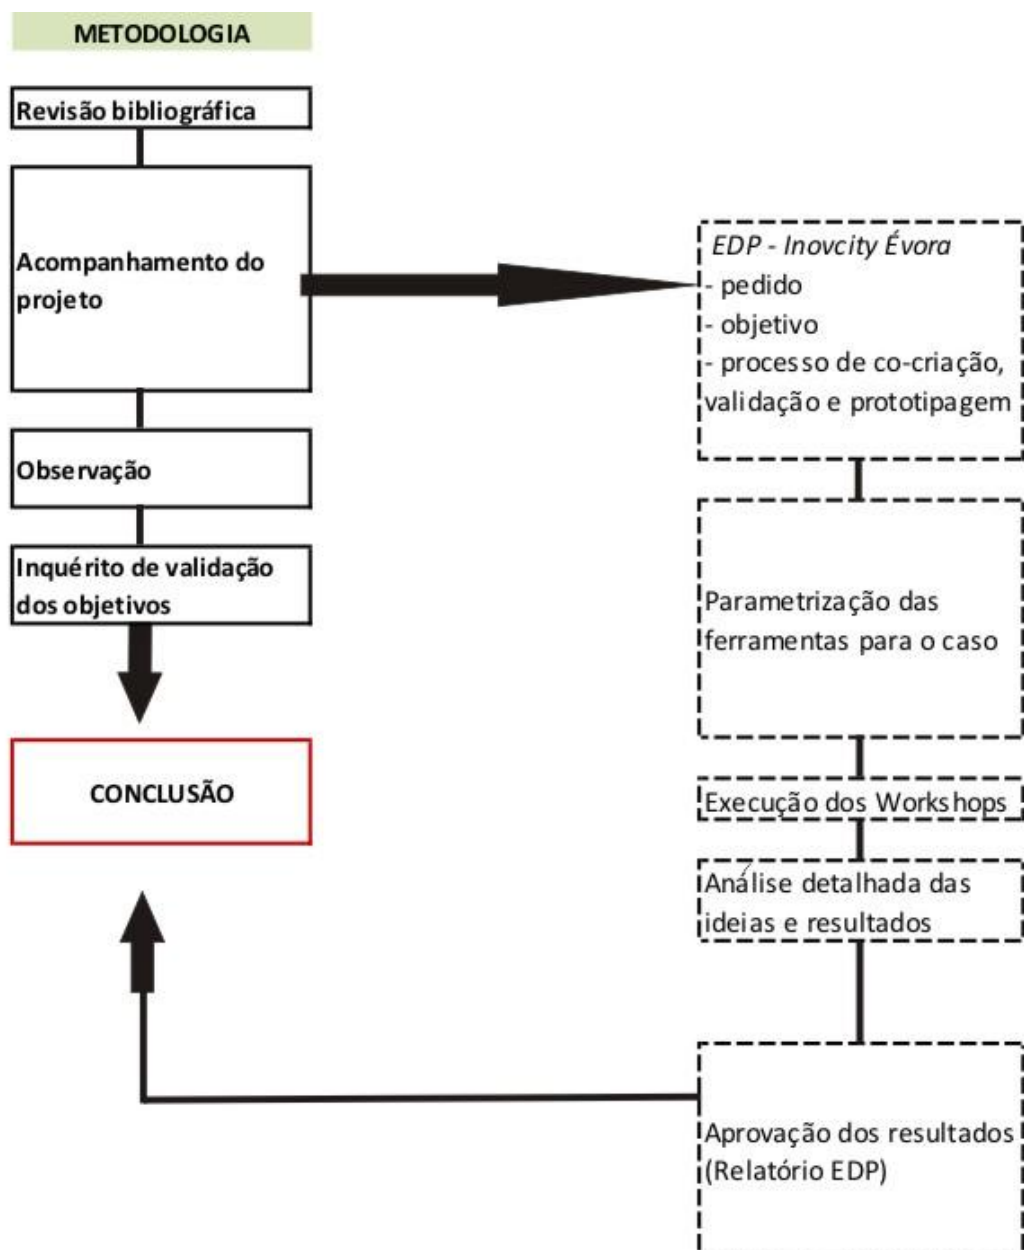 METODOLOGIA
Revisão bibliográfica
Acompanhamento do
projeto
Observação
Inquérito de validação
dos objetivos
CONCLUSÃO
EDP - Inovcity Évora
- pedido
- objetivo
- processo de co-criação,
validação e prototipagem
Parametrização das
ferramentas para o caso
Execução dos Workshops
Análise detalhada das
ideias e resultados
Aprovação dos resultados
(Relatório EDP)